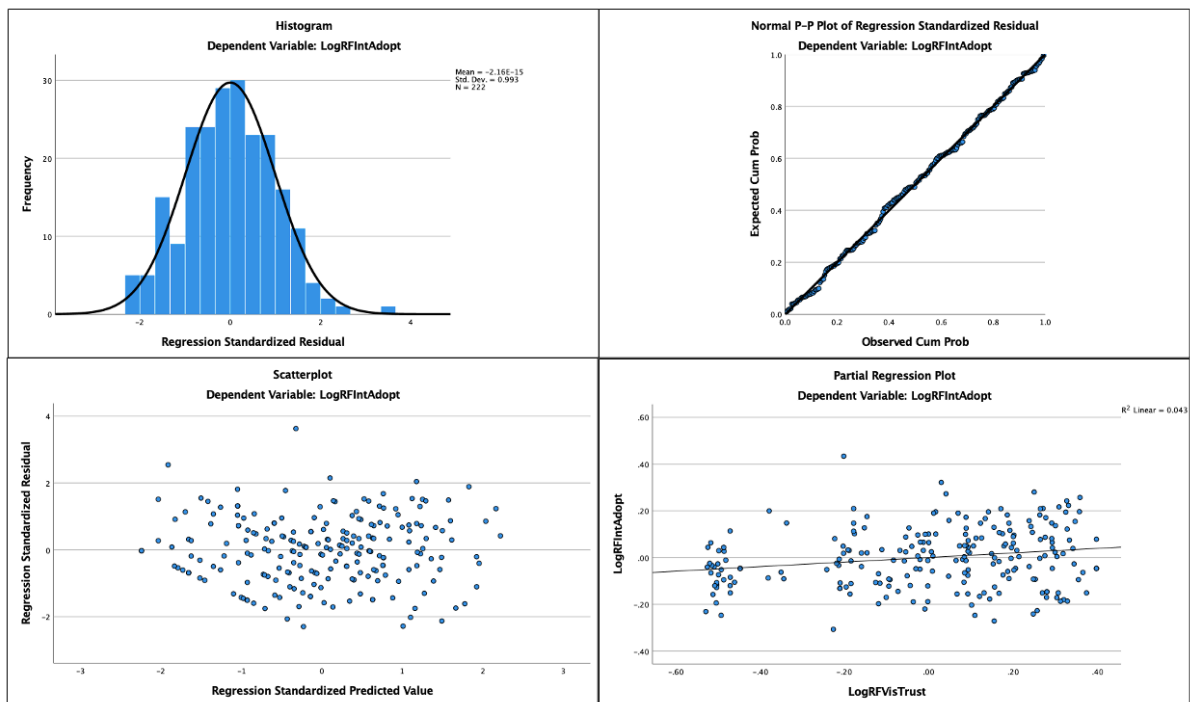 Histogram
Dependent Variable: LogRFIntAdopt
Mean = -2.16E-15
Std. Dev. = 0.993
N = 222
30
20
10
0
Frequency
-2
0
2
4
Regression Standardized Residual
Normal P-P Plot of Regression Standardized Residual
Dependent Variable: LogRFIntAdopt
1.0
0.8
0.6
0.4
0.2
0.0
Expected Cum Prob
0.0
0.2
0.4
0.6
0.8
1.0
Observed Cum Prob
Scatterplot
Dependent Variable: LogRFIntAdopt
4
2
0
-2
Regression Standardized Residual
-3
-2
-1
0
1
2
3
Regression Standardized Predicted Value
Partial Regression Plot
Dependent Variable: LogRFIntAdopt
R² Linear = 0.043
.60
.40
.20
.00
-.20
-.40
LogRFIntAdopt
-.60
-.40
-.20
.00
.20
.40
LogRFVisTrust